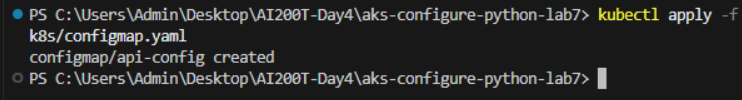 PS C:\Users\Admin\Desktop\AI200T-Day4\aks-configure-python-lab7> kubectl apply -f
k8s/configmap.yaml
configmap/api-config created
PS C:\Users\Admin\Desktop\AI200T-Day4\aks-configure-python-lab7>